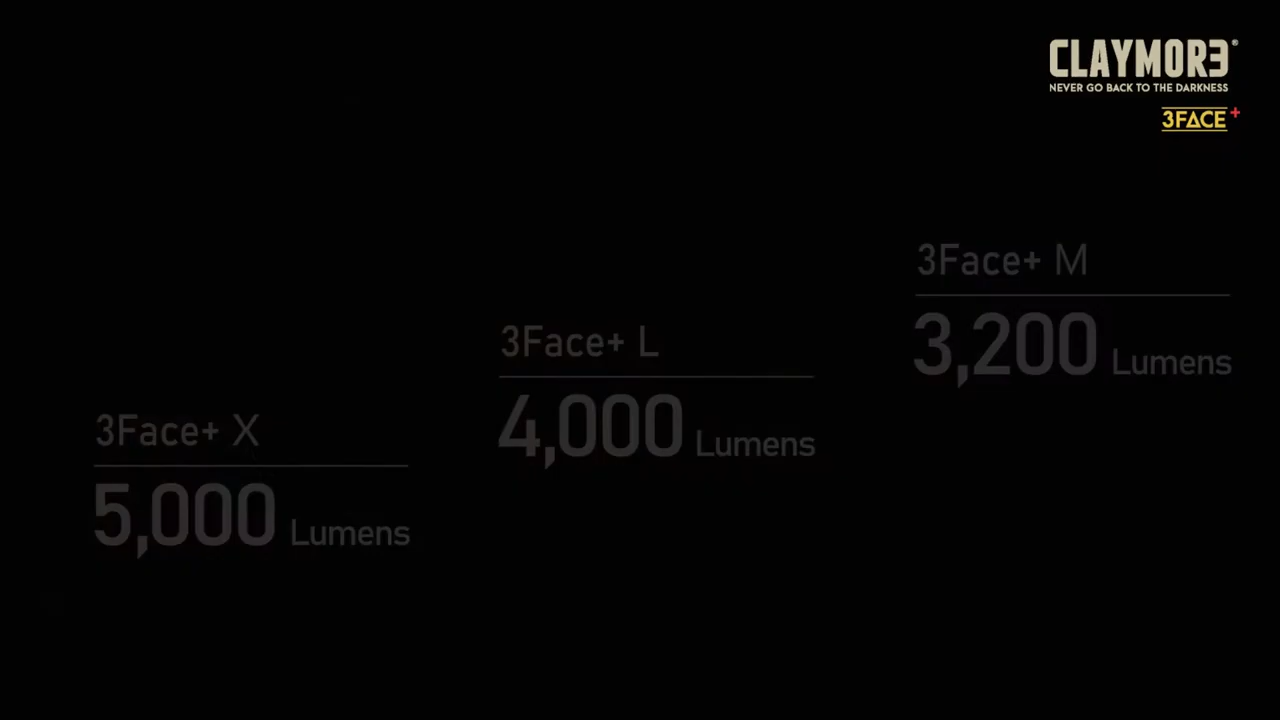 CLAYMORE®
NEVER GO BACK TO THE DARKNESS
3FACE+
3Face+ X
5,000 Lumens
3Face+ L
4,000 Lumens
3Face+ M
3,200 Lumens